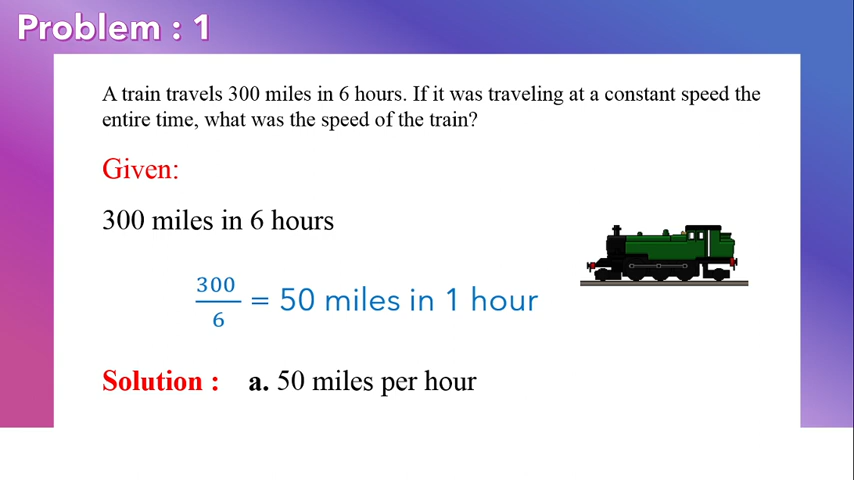 Problem : 1
A train travels 300 miles in 6 hours. If it was traveling at a constant speed the
entire time, what was the speed of the train?
Given:
300 miles in 6 hours
300/6 = 50 miles in 1 hour
Solution : a. 50 miles per hour